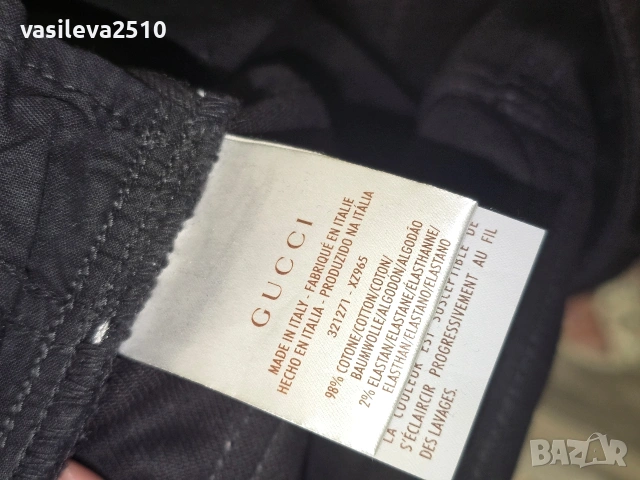 vasileva2510
GUCCI
MADE IN ITALY - FABRIQUÉ EN ITALIE
HECHO EN ITALIA - PRODUZIDO NA ITÁLIA
321271 - XZ965
98% COTONE/COTTON/COTON/
BAUMWOLLE/ALGODON/ALGODÃO
2% ELASTAN/ELASTANE/ELASTHANNE/
ELASTHAN/ELASTANO/ELASTANO
LA COULEUR EST SUSCEPTIBLE DE
S'ÉCLAIRCIR PROGRESSIVEMENT AU FIL
DES LAVAGES.
BAZAR